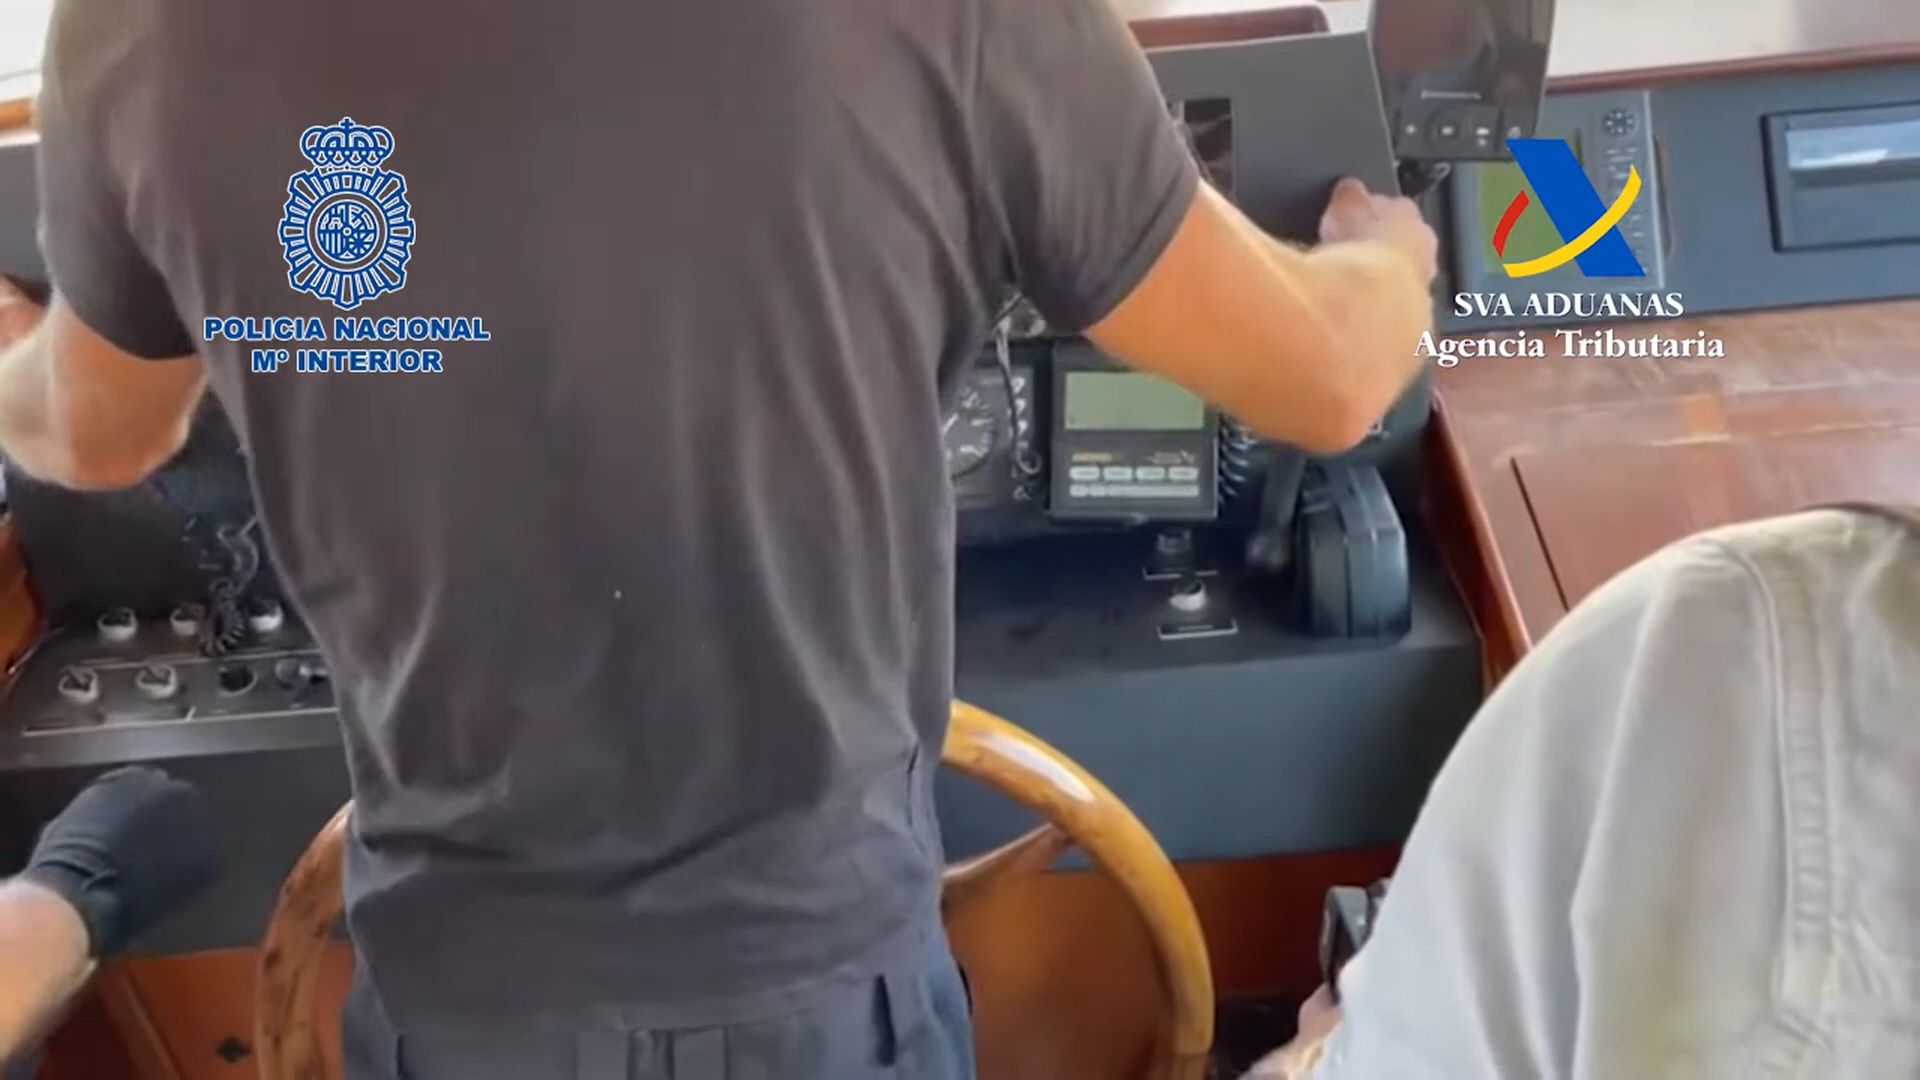 POLICIA NACIONAL
Mº INTERIOR
SVA ADUANAS
Agencia Tributaria